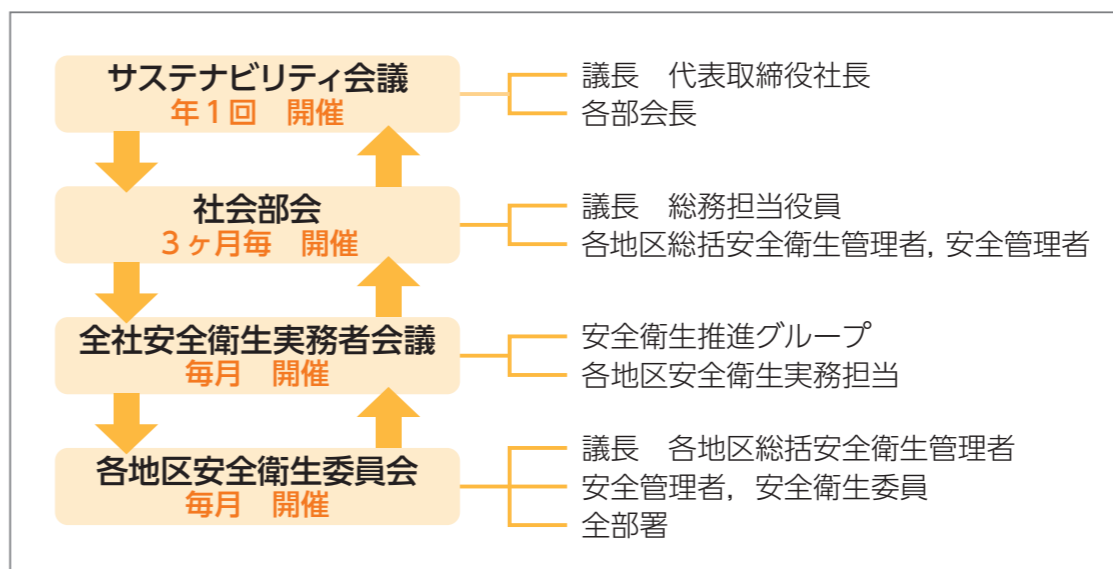 サステナビリティ会議
年1回　開催
議長　代表取締役社長
各部会長
社会部会
3ヶ月毎　開催
議長　総務担当役員
各地区総括安全衛生管理者, 安全管理者
全社安全衛生実務者会議
毎月　開催
安全衛生推進グループ
各地区安全衛生実務担当
各地区安全衛生委員会
毎月　開催
議長　各地区総括安全衛生管理者
安全管理者，安全衛生委員
全部署